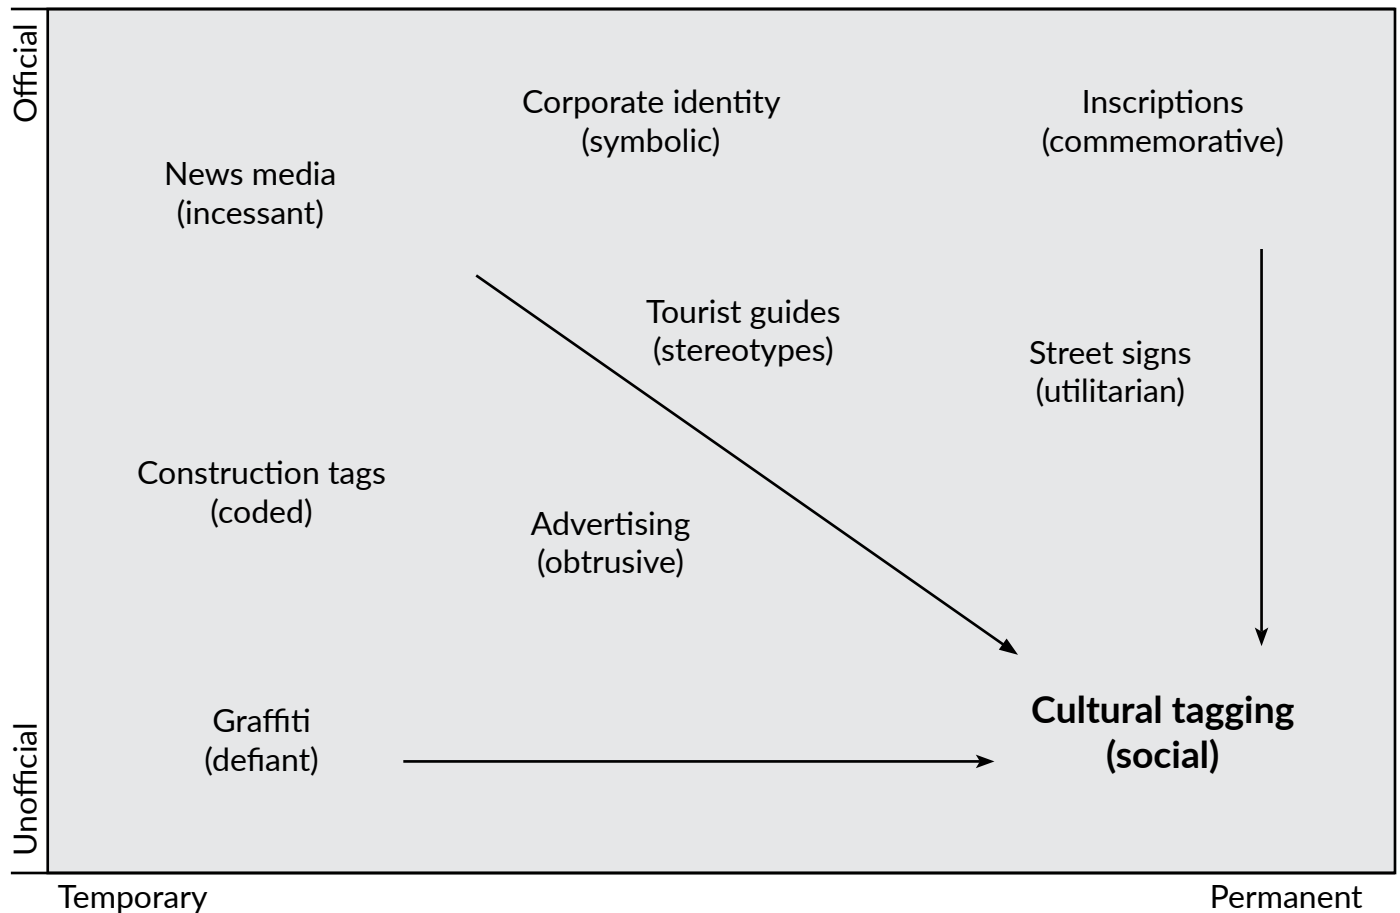 Official
Corporate identity
(symbolic)
Inscriptions
(commemorative)
News media
(incessant)
Tourist guides
(stereotypes)
Street signs
(utilitarian)
Construction tags
(coded)
Advertising
(obtrusive)
Graffiti
(defiant)
Cultural tagging
(social)
Unofficial
Temporary
Permanent